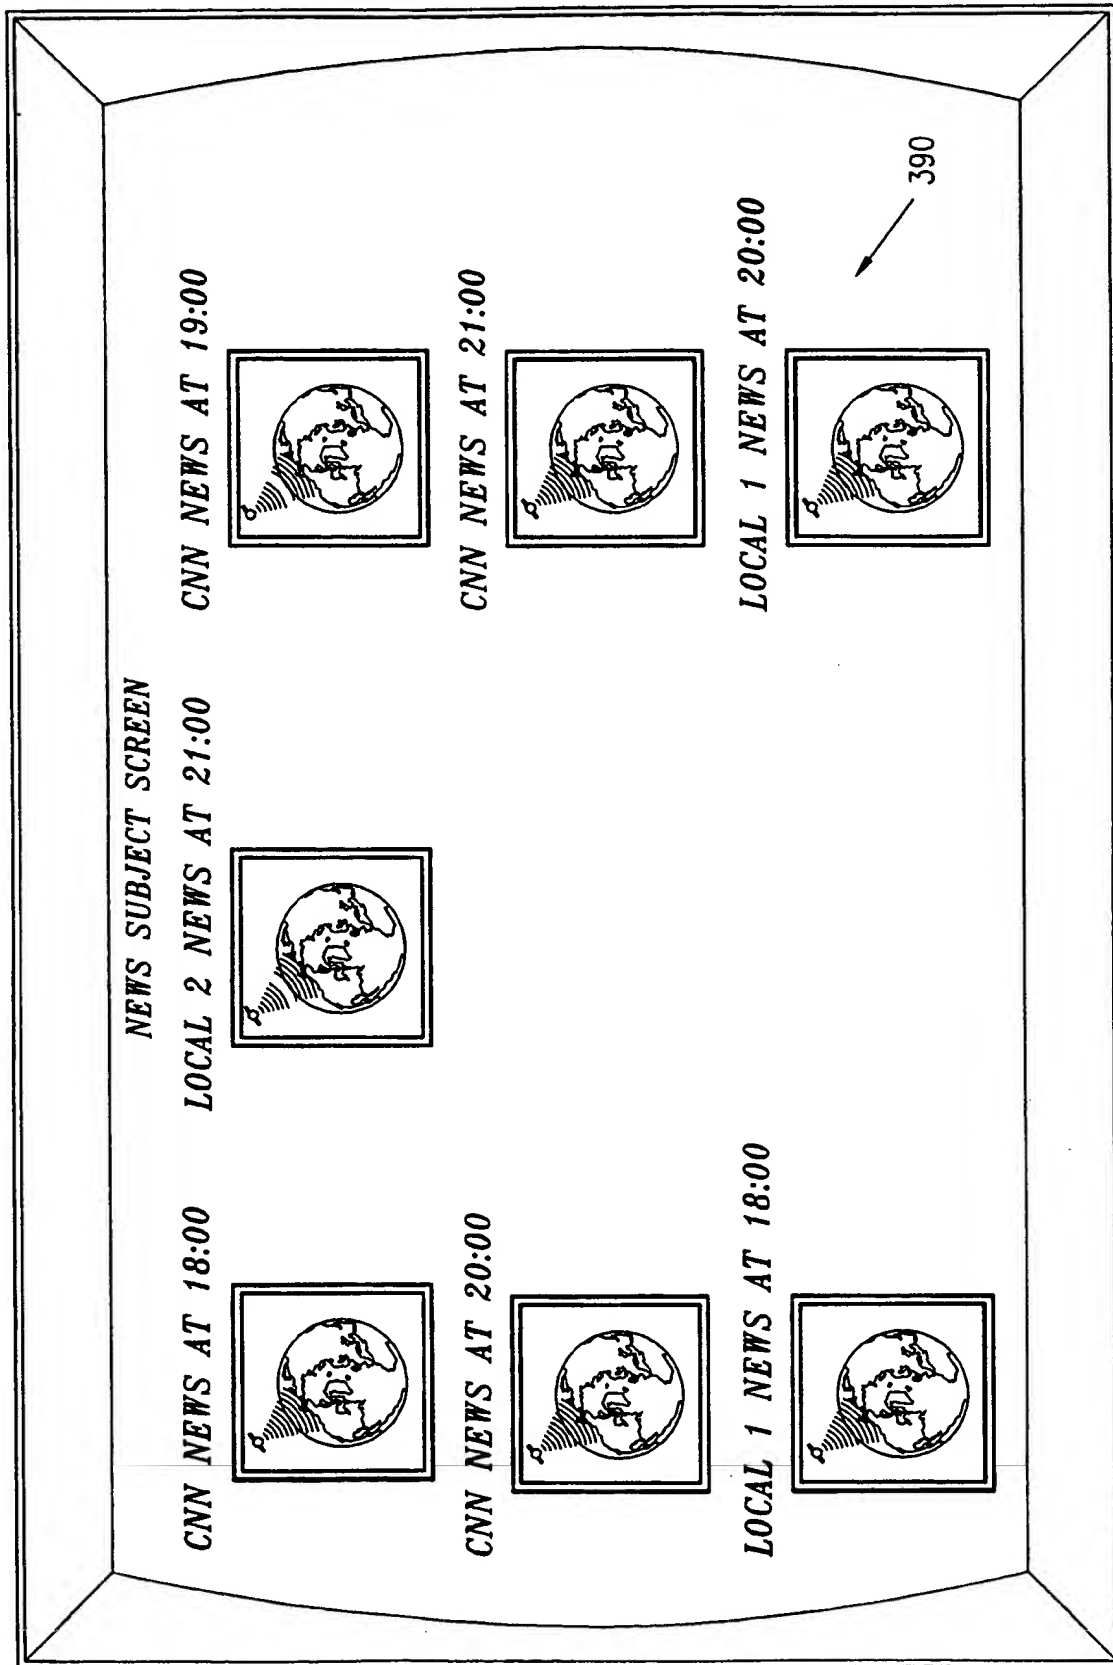 NEWS SUBJECT SCREEN
CNN NEWS AT 18:00
LOCAL 2 NEWS AT 21:00
CNN NEWS AT 19:00
CNN NEWS AT 20:00
CNN NEWS AT 21:00
LOCAL 1 NEWS AT 18:00
LOCAL 1 NEWS AT 20:00
390